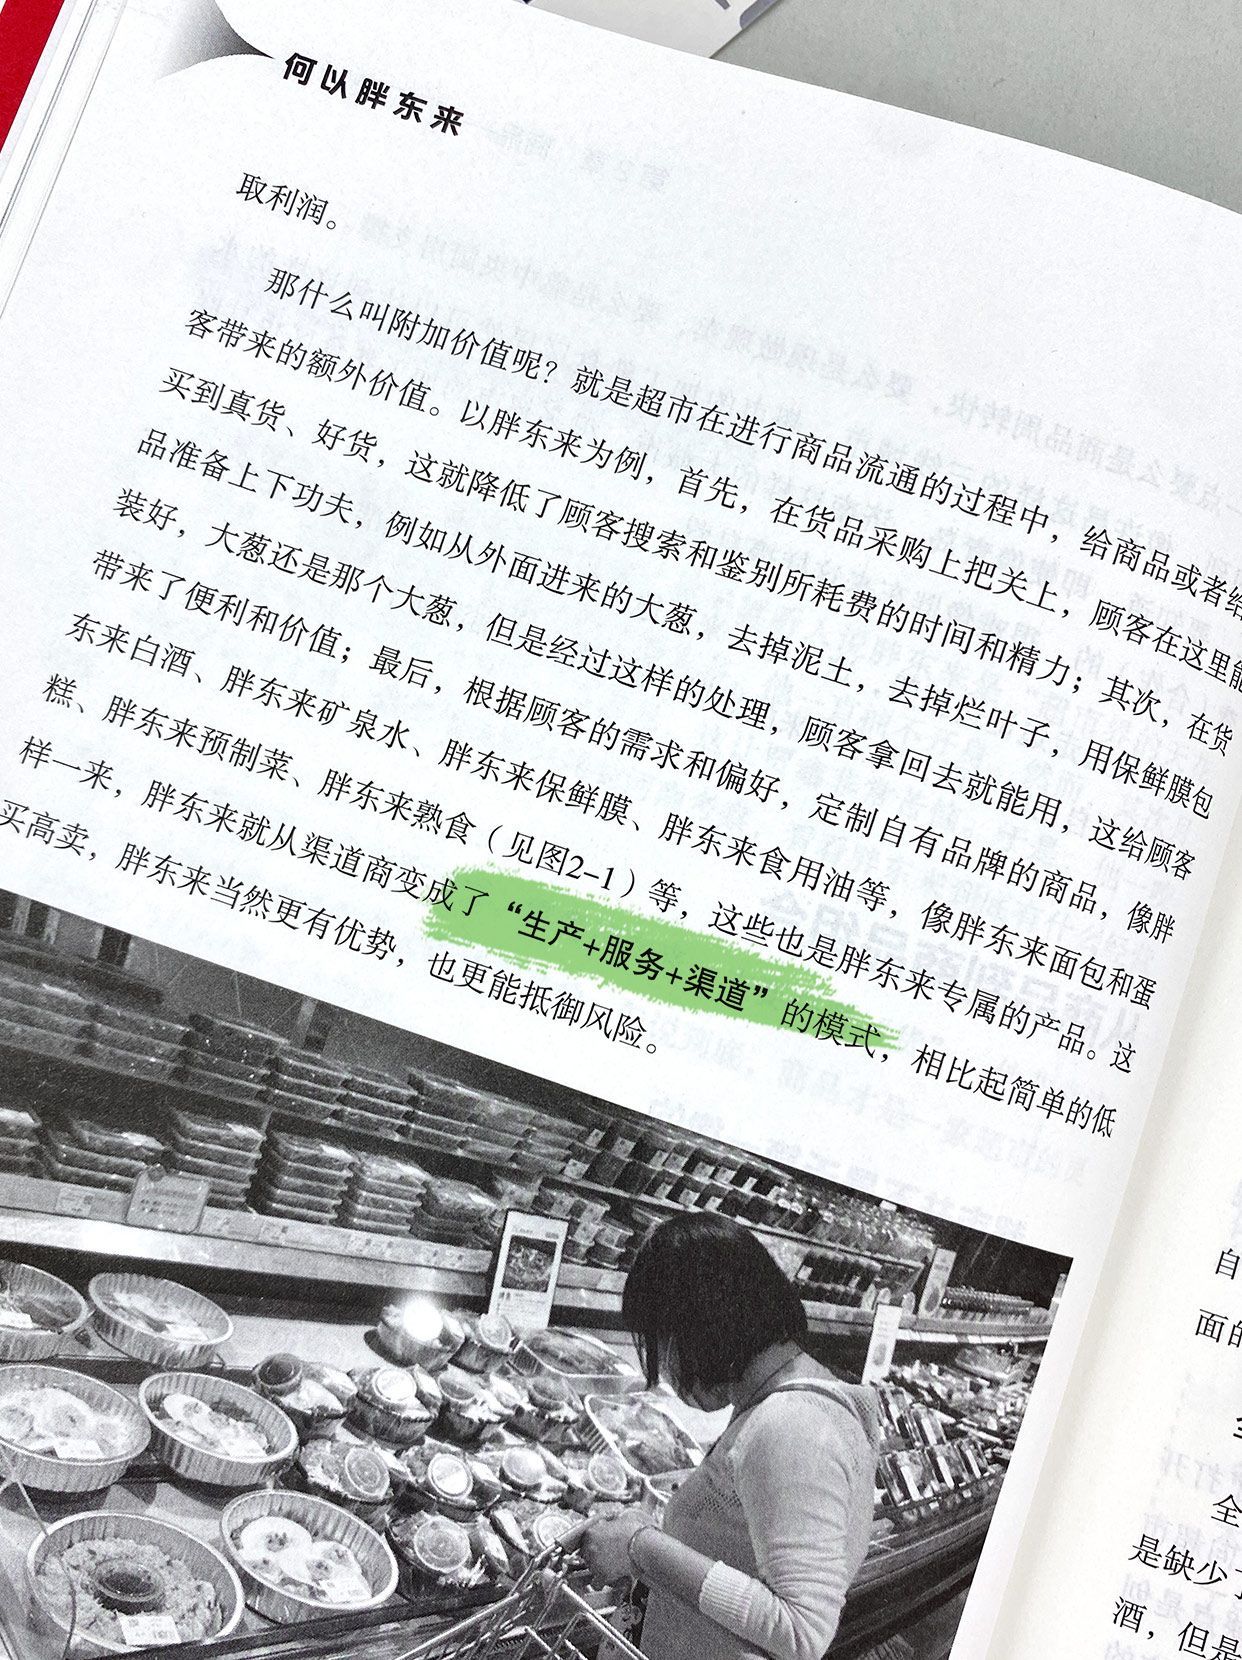 何以胖东来
取利润。
那什么叫附加价值呢？就是超市在进行商品流通的过程中，给商品或者给
客带来的额外价值。以胖东来为例，首先，在货品采购上把关上，顾客在这里能
买到真货、好货，这就降低了顾客搜索和鉴别所耗费的时间和精力；其次，在货
品准备上下功夫，例如从外面进来的大葱，去掉泥土，去掉烂叶子，用保鲜膜包
装好，大葱还是那个大葱，但是经过这样的处理，顾客拿回去就能用，这给顾客
带来了便利和价值；最后，根据顾客的需求和偏好，定制自有品牌的商品，像胖
东来白酒、胖东来矿泉水、胖东来保鲜膜、胖东来食用油等，像胖东来面包和蛋
糕、胖东来预制菜、胖东来熟食（见图2-1）等，这些也是胖东来专属的产品。这
样一来，胖东来就从渠道商变成了“生产+服务+渠道”的模式，相比起简单的低
买高卖，胖东来当然更有优势，也更能抵御风险。
自
面的
全
是缺少了
酒，但是